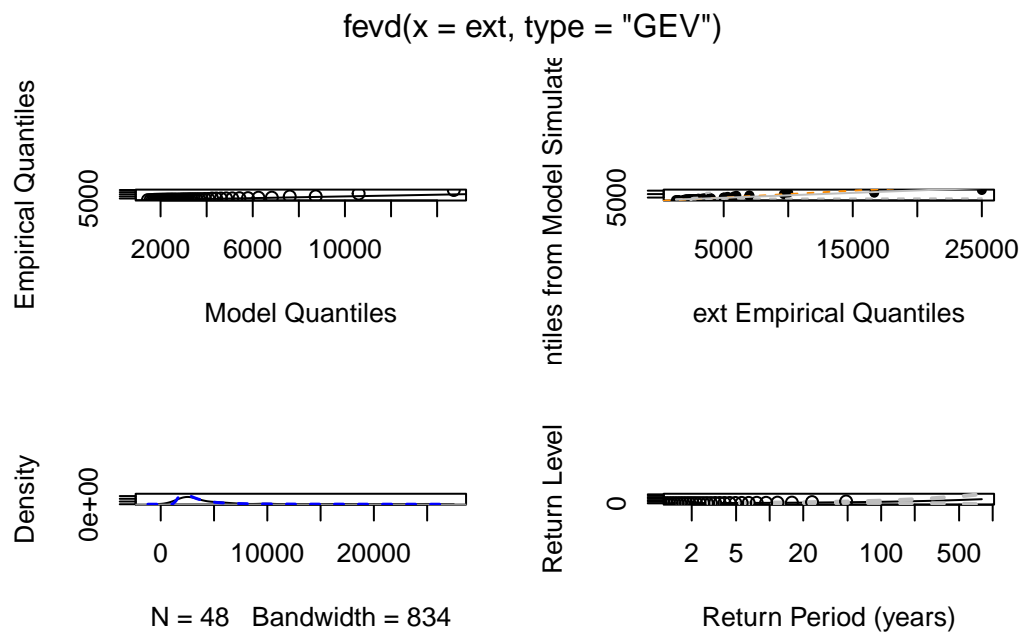 fevd(x = ext, type = "GEV")
Empirical Quantiles
5000
2000 6000 10000
Model Quantiles
ntiles from Model Simulate
5000
5000 15000 25000
ext Empirical Quantiles
Density
0e+00
0 10000 20000
N = 48 Bandwidth = 834
Return Level
0
2 5 20 100 500
Return Period (years)